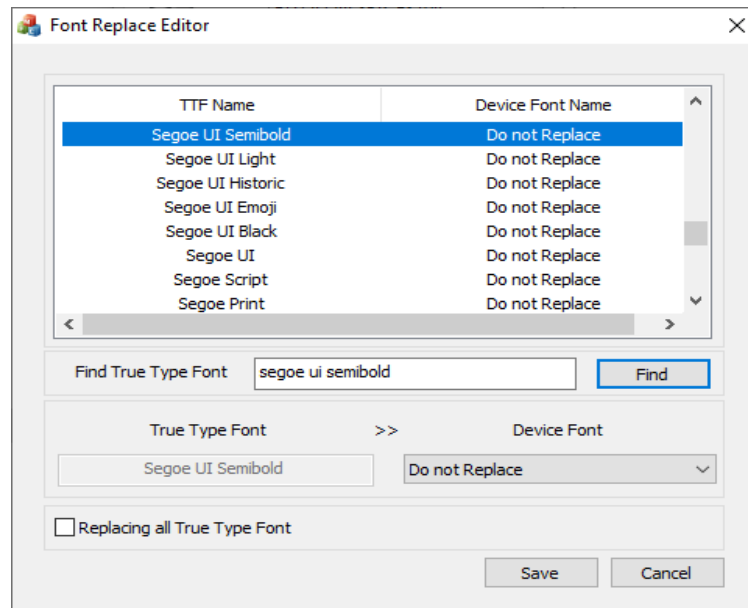 Font Replace Editor
TTF Name Device Font Name
Segoe UI Semibold Do not Replace
Segoe UI Light Do not Replace
Segoe UI Historic Do not Replace
Segoe UI Emoji Do not Replace
Segoe UI Black Do not Replace
Segoe UI Do not Replace
Segoe Script Do not Replace
Segoe Print Do not Replace
Find True Type Font segoe ui semibold Find
True Type Font >> Device Font
Segoe UI Semibold Do not Replace
Replacing all True Type Font
Save Cancel